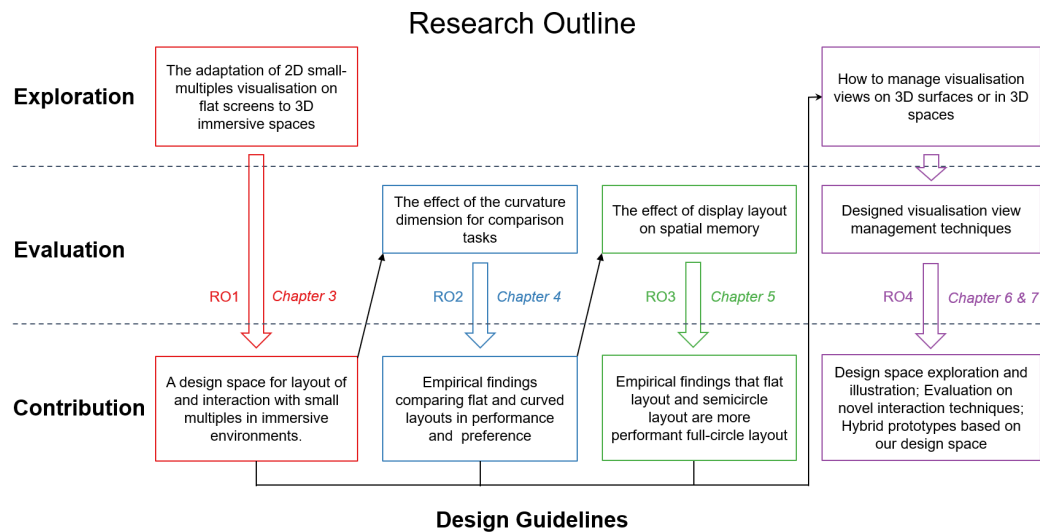 Research Outline
Exploration
The adaptation of 2D small-
multiples visualisation on
flat screens to 3D
immersive spaces
How to manage visualisation
views on 3D surfaces or in 3D
spaces
Evaluation
The effect of the curvature
dimension for comparison
tasks
The effect of display layout
on spatial memory
Designed visualisation view
management techniques
RO1
Chapter 3
RO2
Chapter 4
RO3
Chapter 5
RO4
Chapter 6 & 7
Contribution
A design space for layout of
and interaction with small
multiples in immersive
environments.
Empirical findings
comparing flat and curved
layouts in performance
and preference
Empirical findings that flat
layout and semicircle
layout are more
performant full-circle layout
Design space exploration
and illustration; Evaluation on
novel interaction techniques;
Hybrid prototypes based on
our design space
Design Guidelines